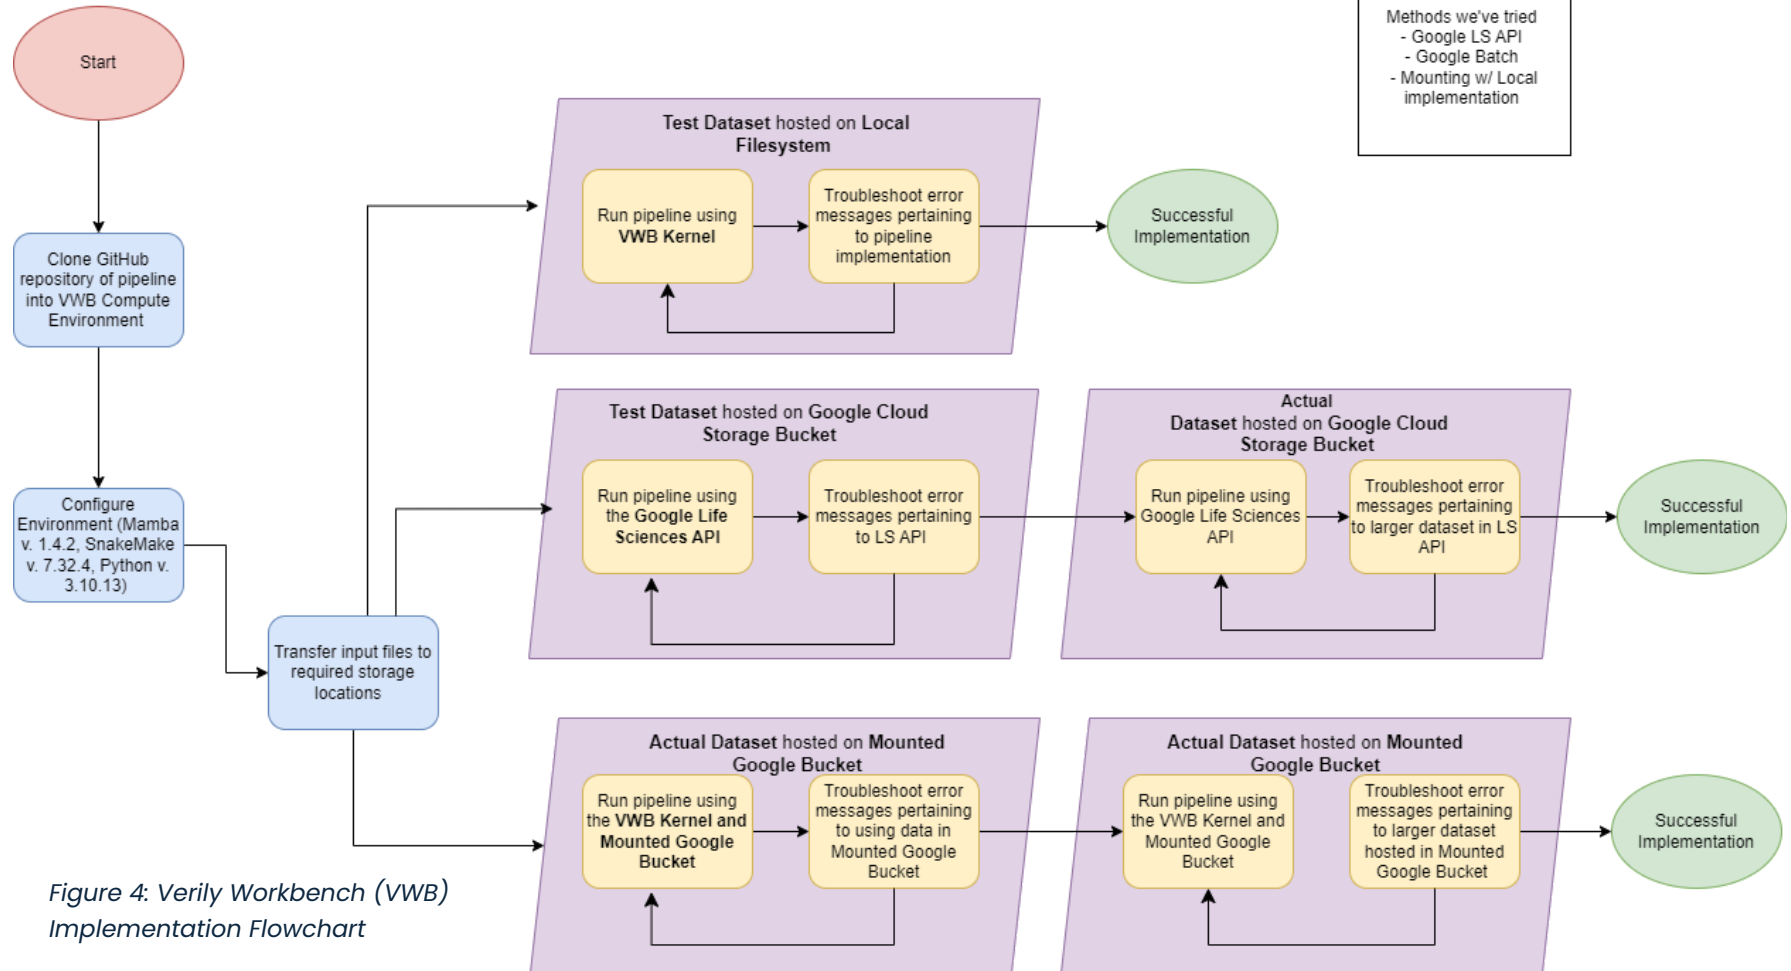 Start
Clone GitHub
repository of pipeline
into VWB Compute
Environment
Configure
Environment (Mamba
v. 1.4.2, SnakeMake
v. 7.32.4, Python v.
3.10.13)
Transfer input files to
required storage
locations
Test Dataset hosted on Local
Filesystem
Run pipeline using
VWB Kernel
Troubleshoot error
messages pertaining
to pipeline
implementation
Successful
Implementation
Methods we've tried
- Google LS API
- Google Batch
- Mounting w/ Local
implementation
Test Dataset hosted on Google Cloud
Storage Bucket
Run pipeline using
the Google Life
Sciences API
Troubleshoot error
messages pertaining
to LS API
Actual
Dataset hosted on Google Cloud
Storage Bucket
Run pipeline using
Google Life Sciences
API
Troubleshoot error
messages pertaining
to larger dataset in LS
API
Successful
Implementation
Actual Dataset hosted on Mounted
Google Bucket
Run pipeline using
the VWB Kernel and
Mounted Google
Bucket
Troubleshoot error
messages pertaining
to using data in
Mounted Google
Bucket
Actual Dataset hosted on Mounted
Google Bucket
Run pipeline using
the VWB Kernel and
Mounted Google
Bucket
Troubleshoot error
messages pertaining
to larger dataset
hosted in Mounted
Google Bucket
Successful
Implementation
Figure 4: Verily Workbench (VWB)
Implementation Flowchart